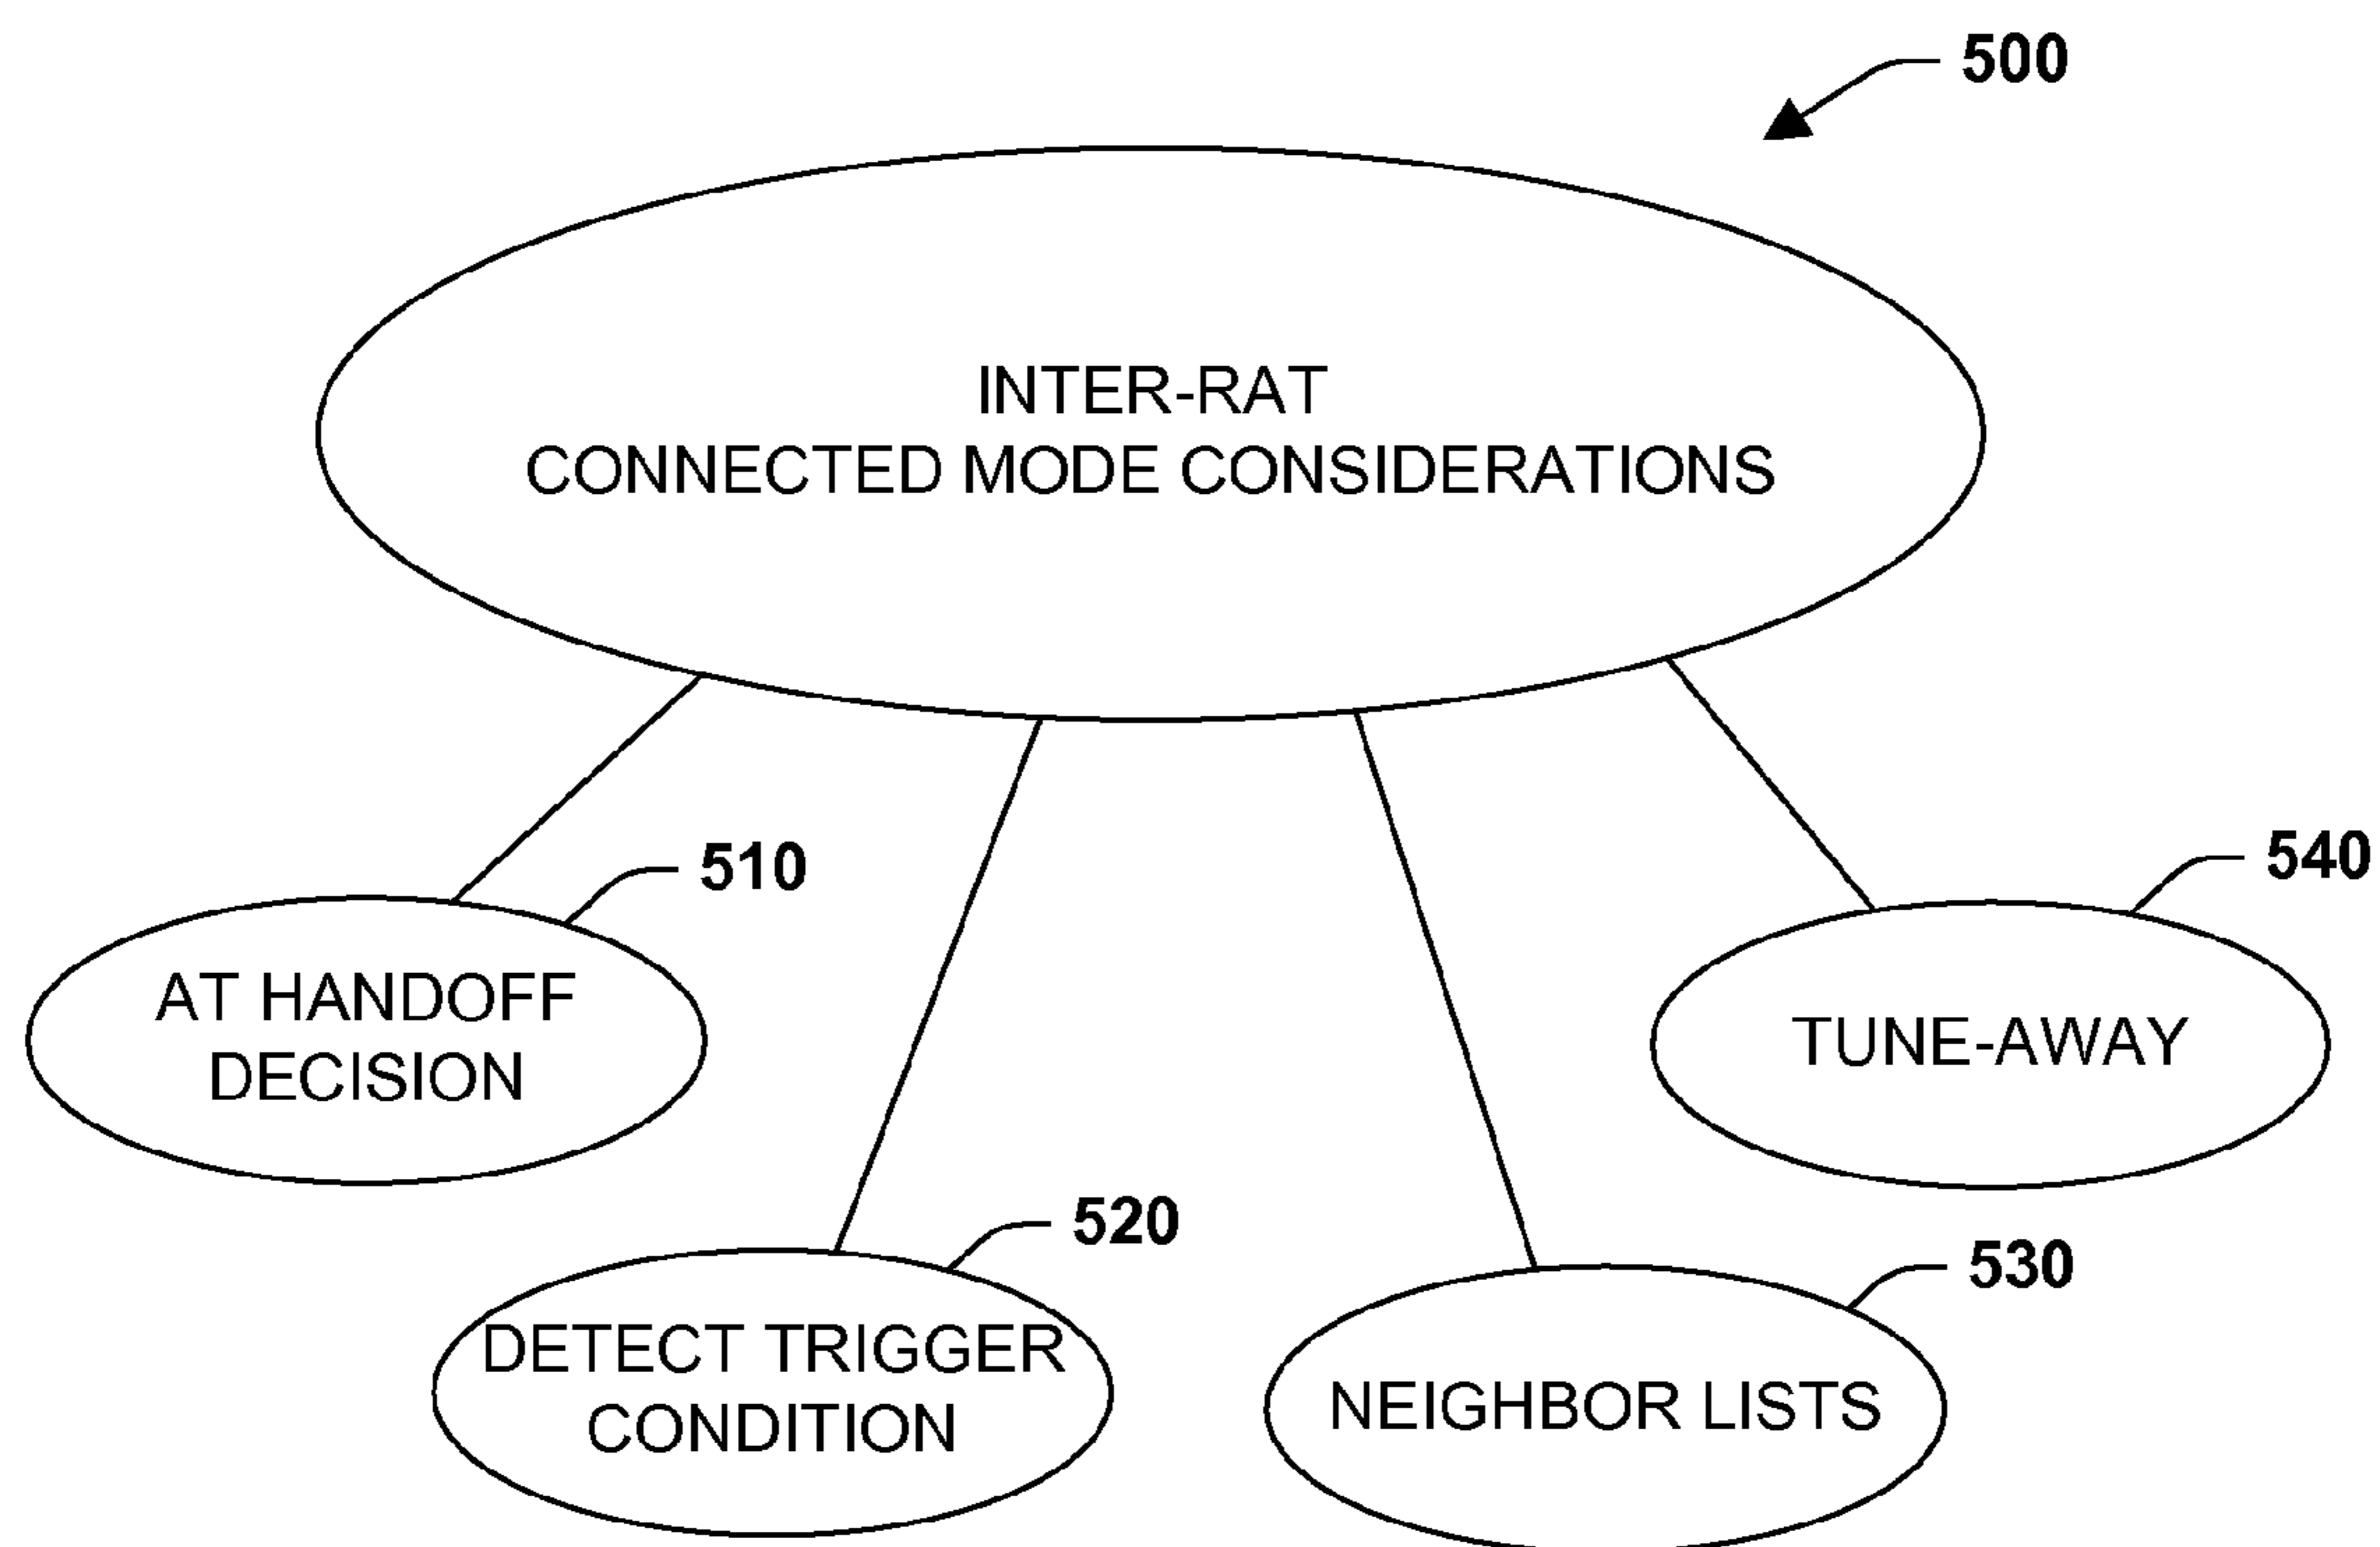 500
INTER-RAT
CONNECTED MODE CONSIDERATIONS
510
AT HANDOFF
DECISION
540
TUNE-AWAY
520
DETECT TRIGGER
CONDITION
530
NEIGHBOR LISTS